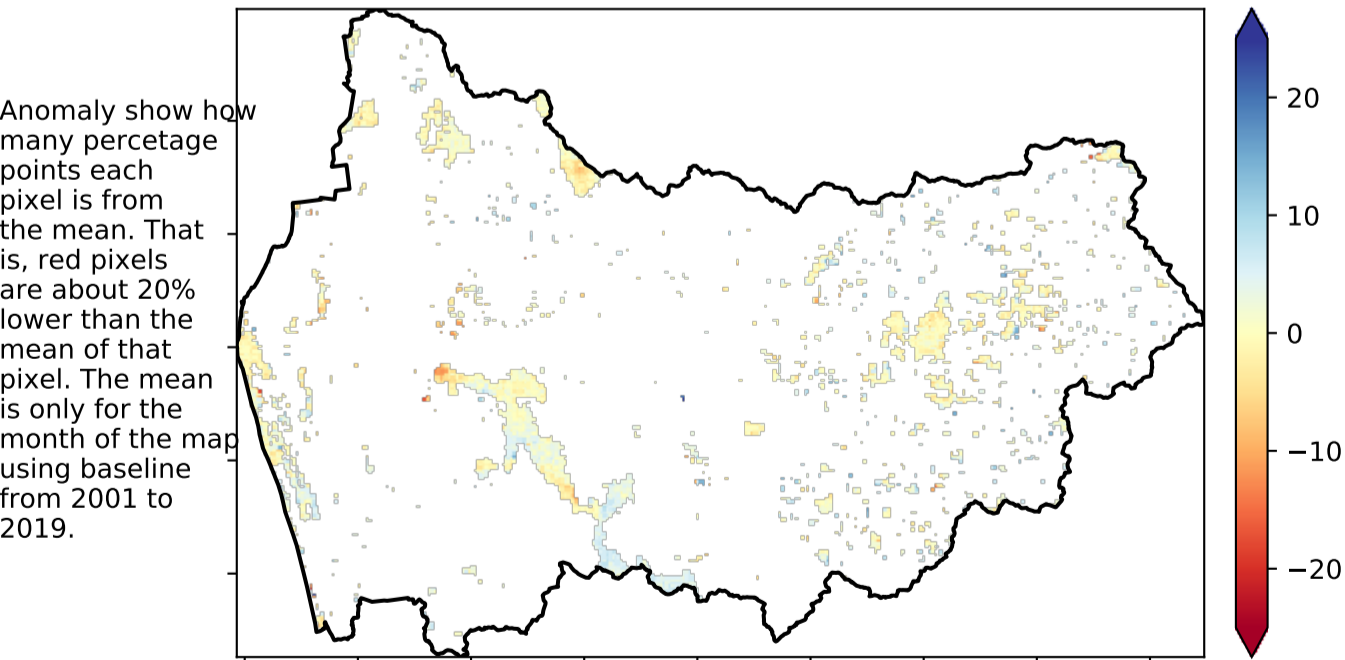 Anomaly show how
many percetage
points each
pixel is from
the mean. That
is, red pixels
are about 20%
lower than the
mean of that
pixel. The mean
is only for the
month of the map
using baseline
from 2001 to
2019.
20
10
0
−10
−20